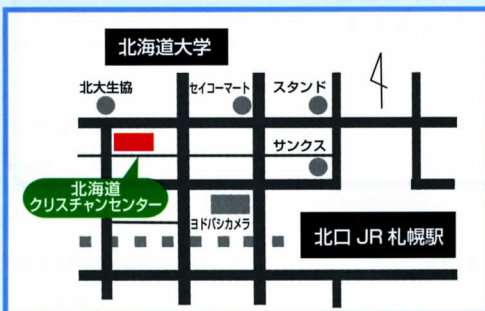 北海道大学
北大生協
セイコーマート
スタンド
サンクス
北海道
クリスチャンセンター
ヨドバシカメラ
北口 JR 札幌駅